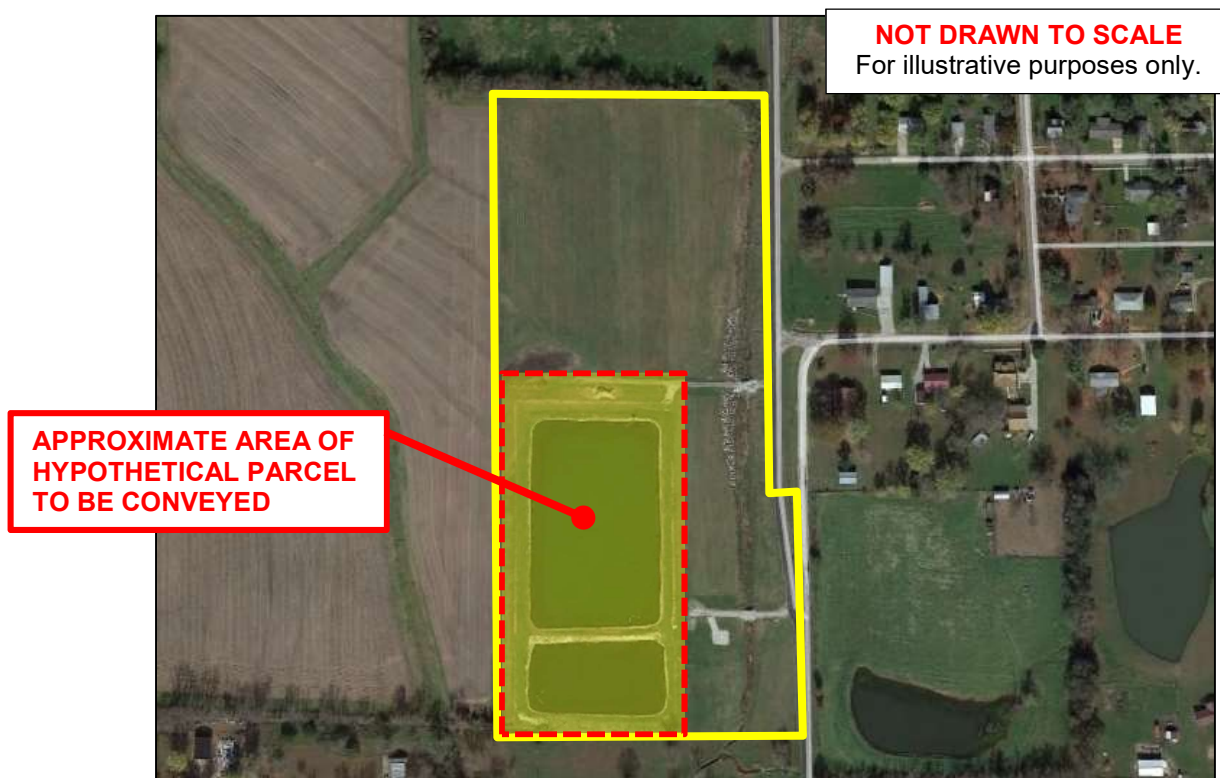 NOT DRAWN TO SCALE
For illustrative purposes only.
APPROXIMATE AREA OF
HYPOTHETICAL PARCEL
TO BE CONVEYED